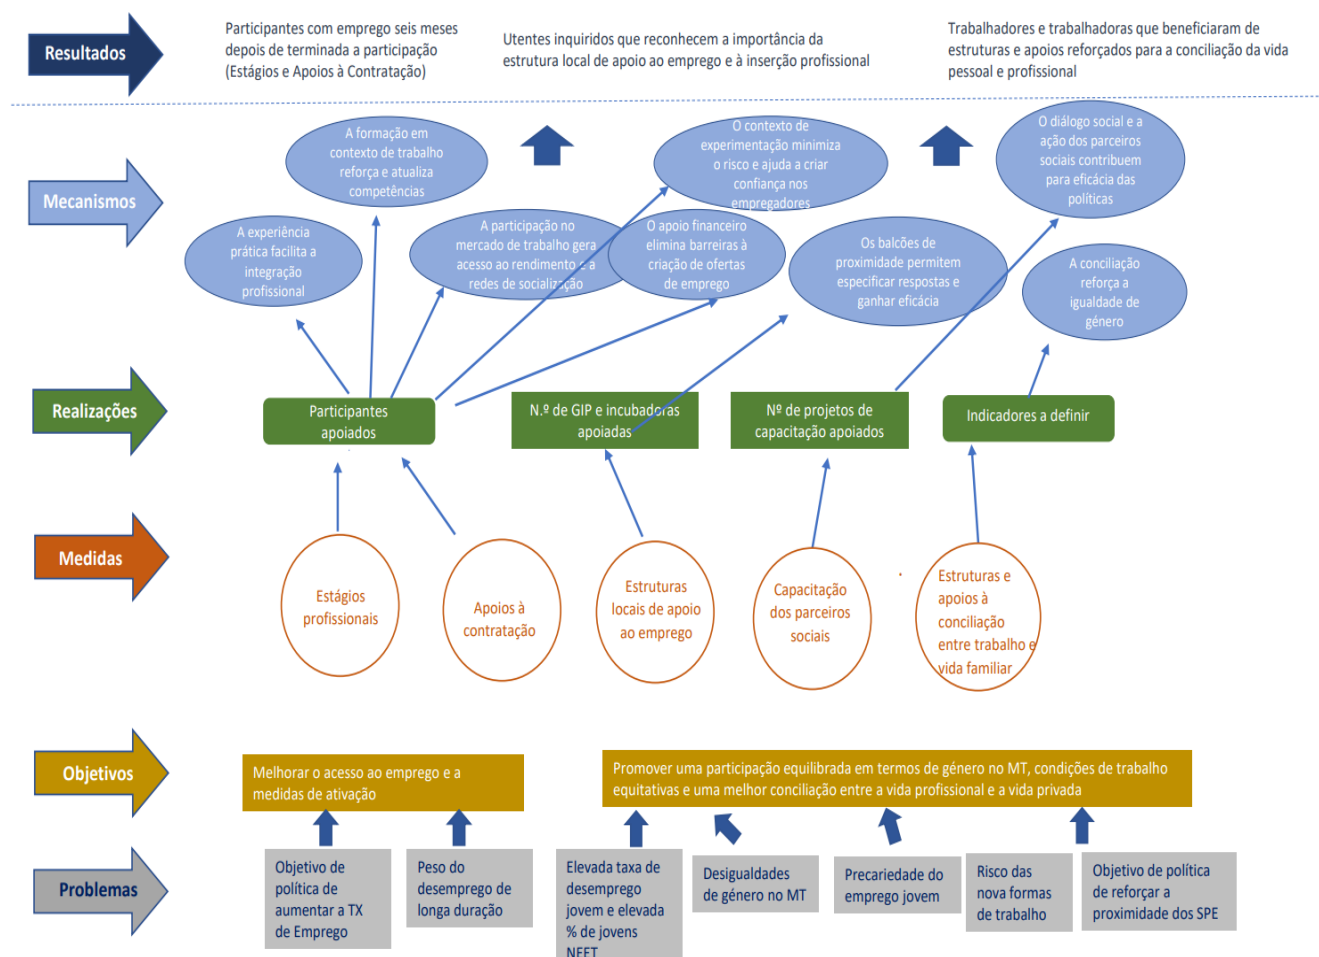 Resultados
Participantes com emprego seis meses
depois de terminada a participação
(Estágios e Apoios à Contratação)
Utentes inquiridos que reconhecem a importância da
estrutura local de apoio ao emprego e à inserção profissional
Trabalhadores e trabalhadoras que beneficiaram de
estruturas e apoios reforçados para a conciliação da vida
pessoal e profissional
Mecanismos
A formação em
contexto de trabalho
reforça e atualiza
competências
O contexto de
experimentação minimiza
o risco e ajuda a criar
confiança nos
empregadores
O diálogo social e a
ação dos parceiros
sociais contribuem
para eficácia das
políticas
A experiência
prática facilita a
integração
profissional
A participação no
mercado de trabalho gera
acesso ao rendimento e a
redes de socialização
O apoio financeiro
elimina barreiras à
criação de ofertas
de emprego
Os balcões de
proximidade permitem
especificar respostas e
ganhar eficácia
A conciliação
reforça a
igualdade de
género
Realizações
Participantes
apoiados
N.º de GIP e incubadoras
apoiadas
Nº de projetos de
capacitação apoiados
Indicadores a definir
Medidas
Estágios
profissionais
Apoios à
contratação
Estruturas
locais de apoio
ao emprego
Capacitação
dos parceiros
sociais
Estruturas e
apoios à
conciliação
entre trabalho e
vida familiar
Objetivos
Melhorar o acesso ao emprego e a
medidas de ativação
Promover uma participação equilibrada em termos de género no MT, condições de trabalho
equitativas e uma melhor conciliação entre a vida profissional e a vida privada
Problemas
Objetivo de
política de
aumentar a TX
de Emprego
Peso do
desemprego de
longa duração
Elevada taxa de
desemprego
jovem e elevada
% de jovens
NEET
Desigualdades
de género no MT
Precariedade do
emprego jovem
Risco das
nova formas
de trabalho
Objetivo de política
de reforçar a
proximidade dos SPE